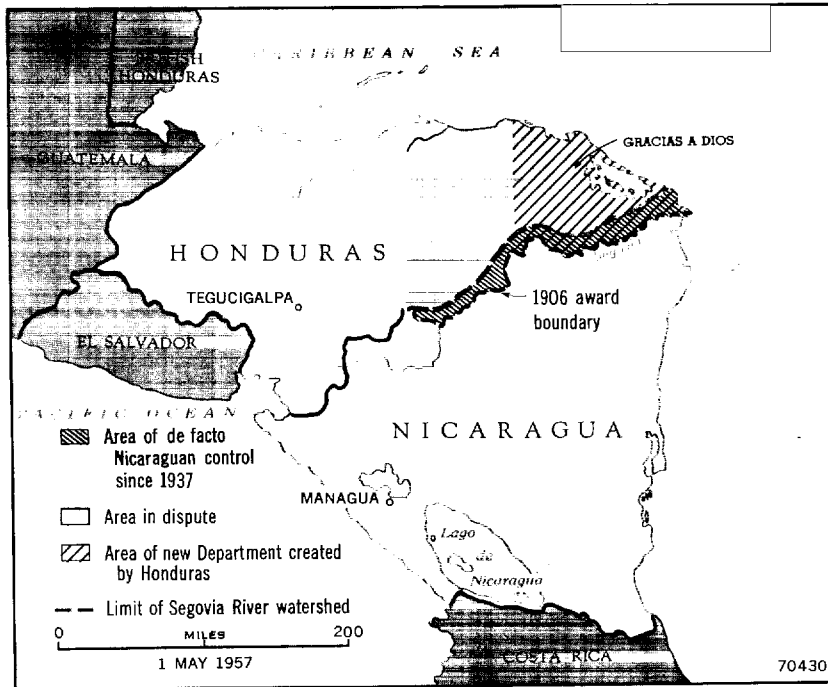 BRITISH
HONDURAS
CARIBBEAN SEA
GUATEMALA
GRACIAS A DIOS
HONDURAS
TEGUCIGALPA
1906 award
boundary
EL SALVADOR
PACIFIC OCEAN
NICARAGUA
Area of de facto
Nicaraguan control
since 1937
MANAGUA
Area in dispute
Lago
de
Nicaragua
Area of new Department created
by Honduras
Limit of Segovia River watershed
0 MILES 200
1 MAY 1957
COSTA RICA
70430